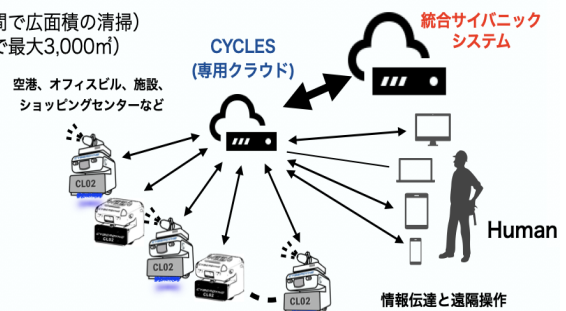 間で広面積の清掃)
で最大3,000㎡)
空港、オフィスビル、施設、
ショッピングセンターなど
CYCLES
(専用クラウド)
統合サイバニック
システム
CL02
CL02
CL02
CL02
CL02
Human
情報伝達と遠隔操作